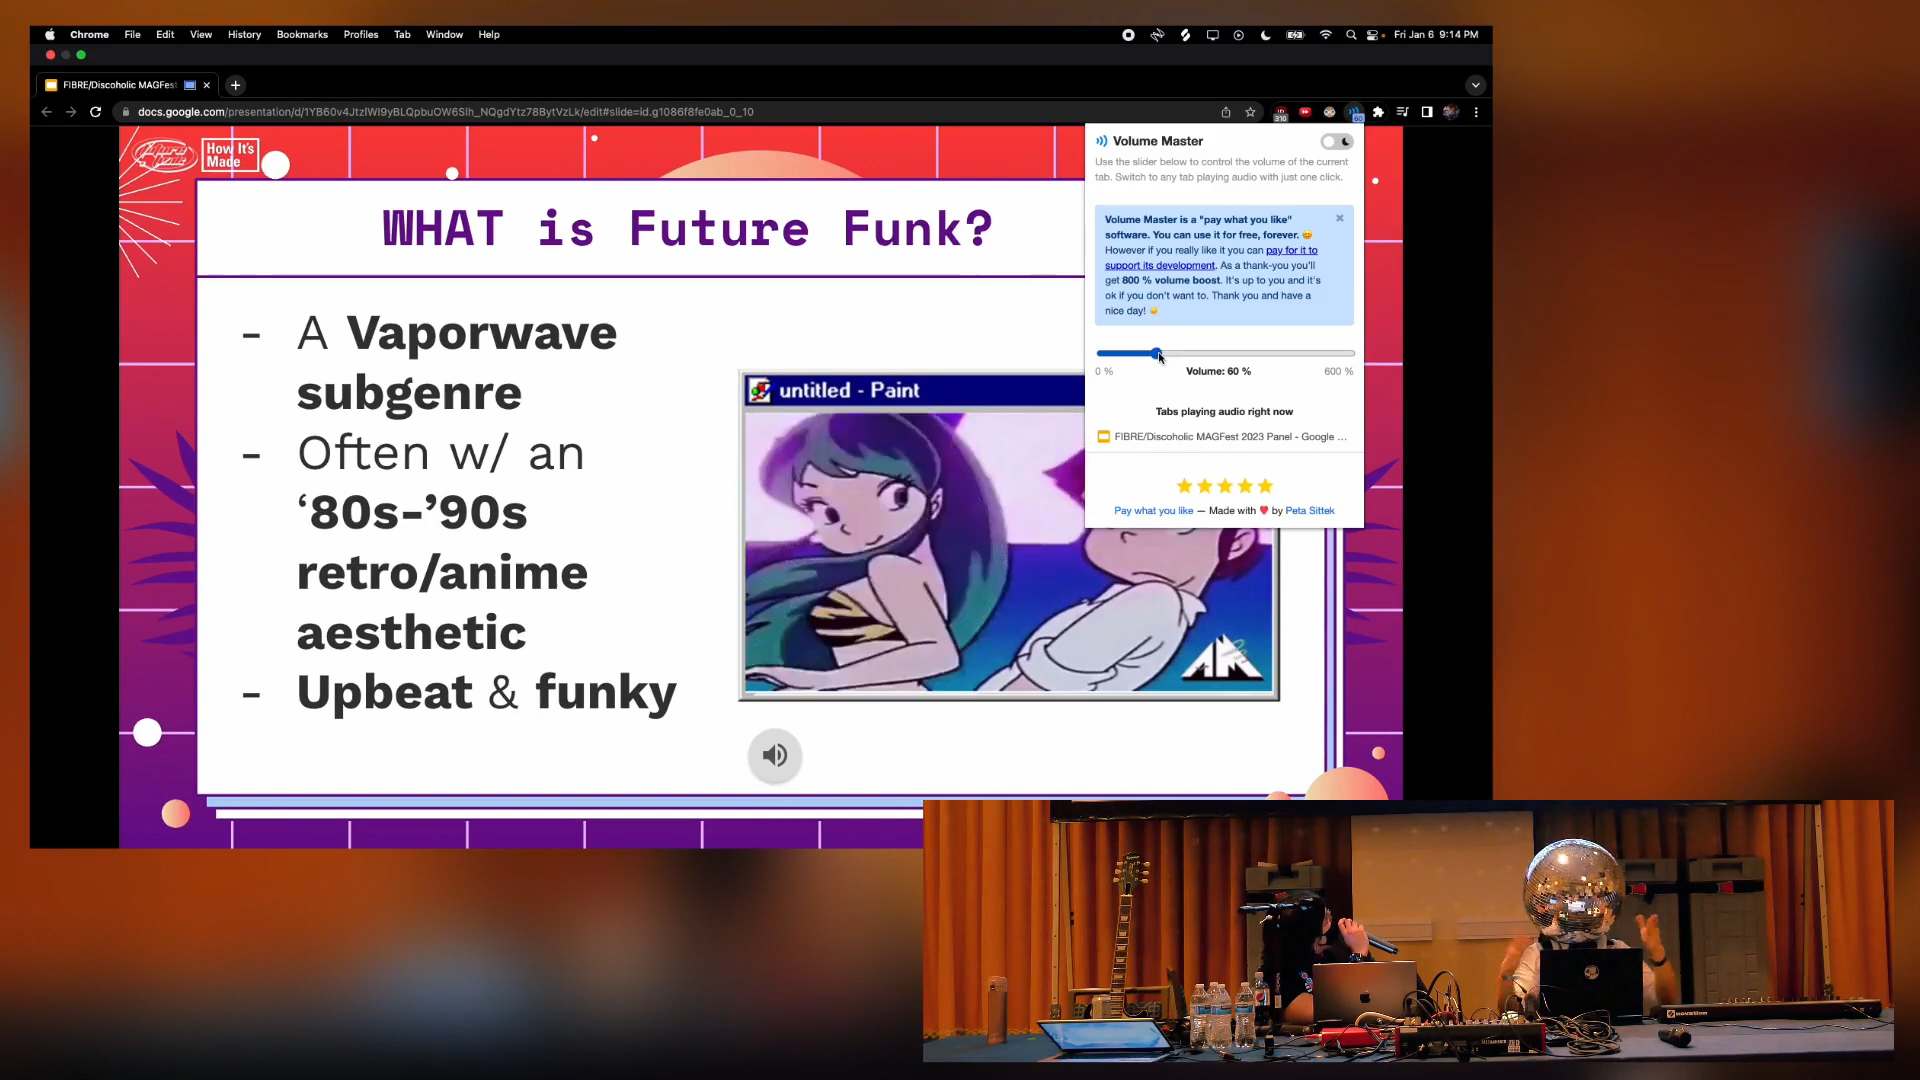 Chrome File Edit View History Bookmarks Profiles Tab Window Help
Fri Jan 6 9:14 PM
FIBRE/Discoholic MAGFest
docs.google.com/presentation/d/1YB60v4JtzIWI9yBLQpbuOW6SIh_NQgdYtz78BytVzLk/edit#slide=id.g1086f8fe0ab_0_10
310
60
How It's
Made
WHAT is Future Funk?
- A Vaporwave
subgenre
- Often w/ an
‘80s-’90s
retro/anime
aesthetic
- Upbeat & funky
untitled - Paint
Volume Master
Use the slider below to control the volume of the current
tab. Switch to any tab playing audio with just one click.
Volume Master is a "pay what you like"
software. You can use it for free, forever.
However if you really like it you can pay for it to
support its development. As a thank-you you'll
get 800 % volume boost. It's up to you and it's
ok if you don't want to. Thank you and have a
nice day!
0 % Volume: 60 % 600 %
Tabs playing audio right now
FIBRE/Discoholic MAGFest 2023 Panel - Google ...
Pay what you like — Made with ❤ by Peta Sittek
novation